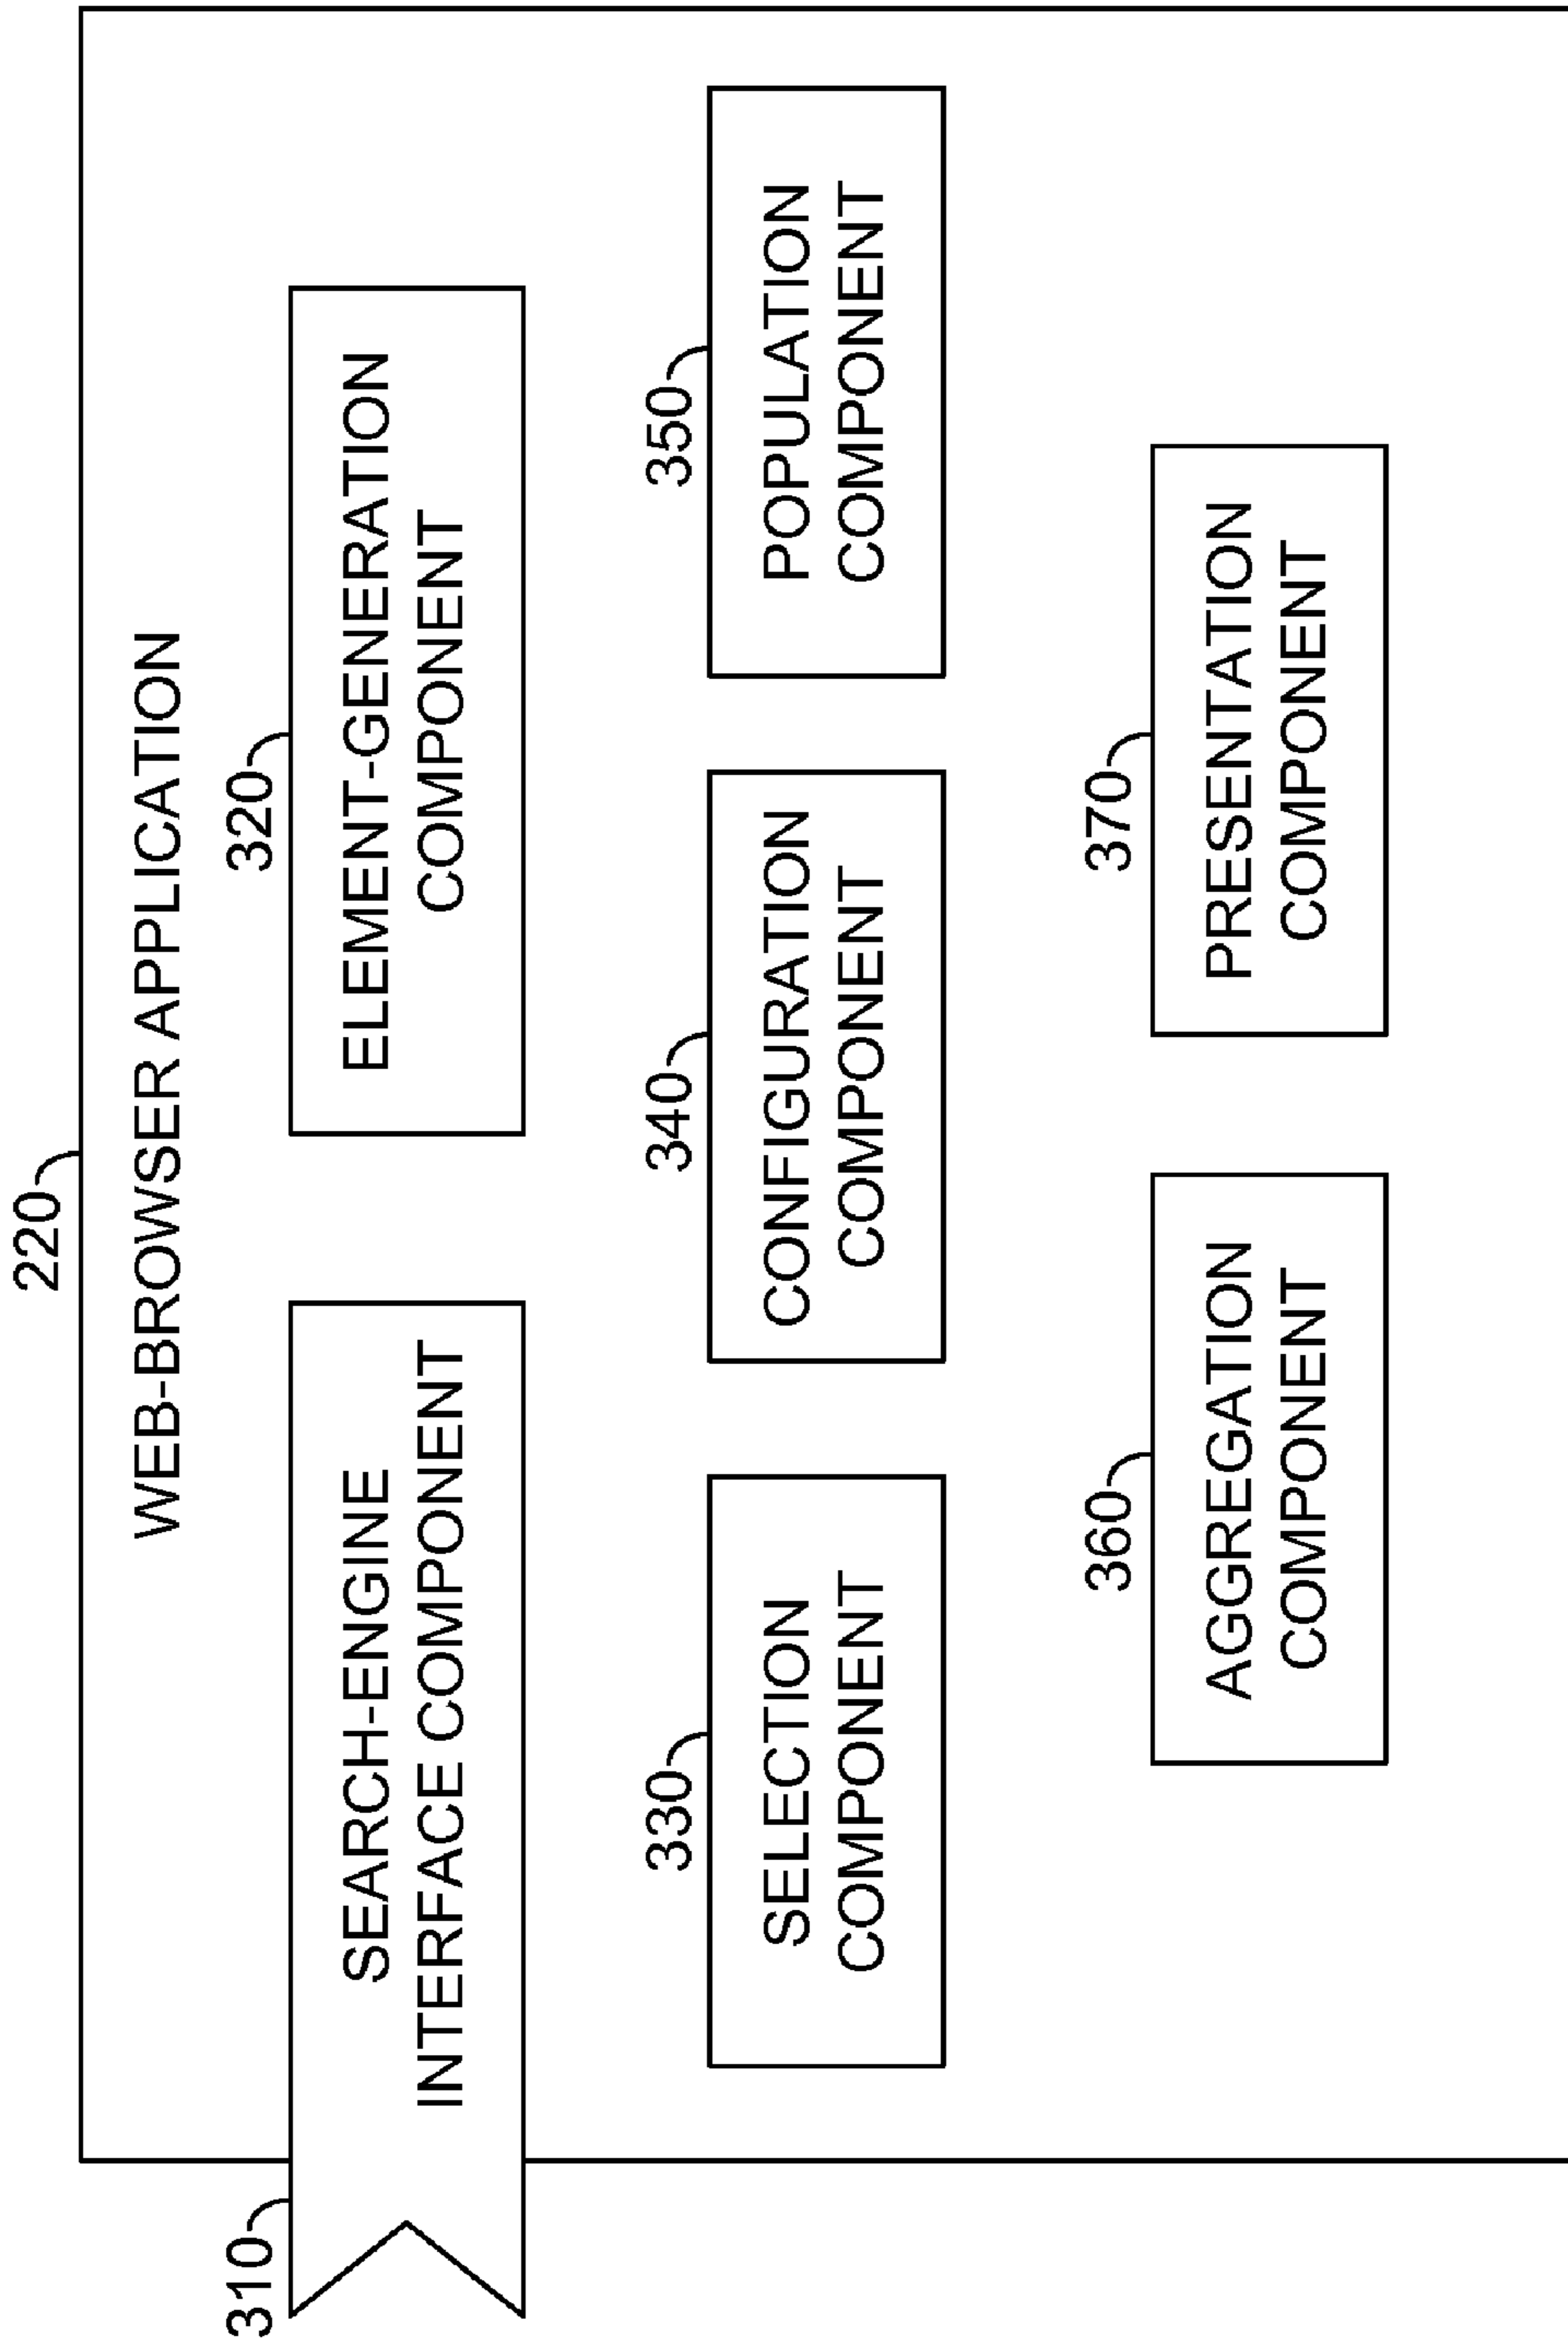 220
WEB-BROWSER APPLICATION
310
SEARCH-ENGINE
INTERFACE COMPONENT
320
ELEMENT-GENERATION
COMPONENT
330
SELECTION
COMPONENT
340
CONFIGURATION
COMPONENT
350
POPULATION
COMPONENT
360
AGGREGATION
COMPONENT
370
PRESENTATION
COMPONENT